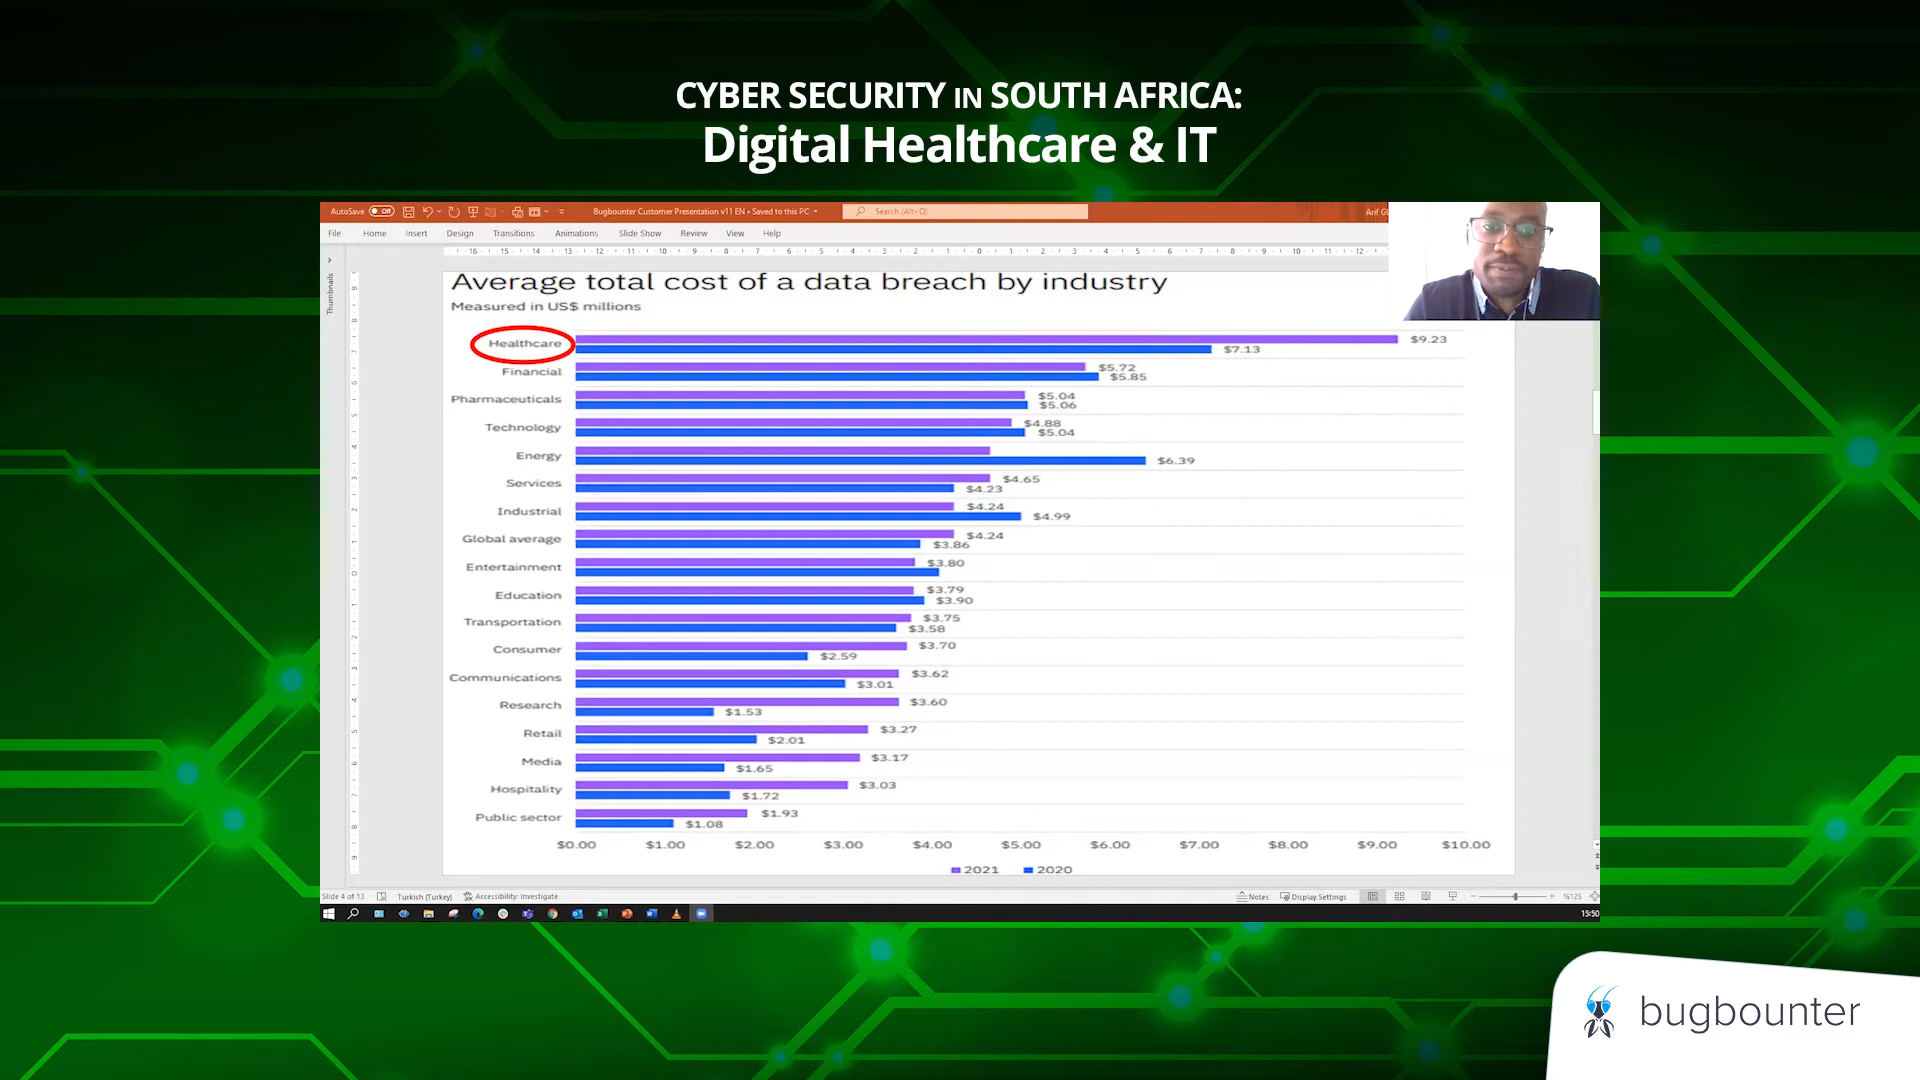 CYBER SECURITY IN SOUTH AFRICA:
Digital Healthcare & IT
AutoSave Off
Bugbounter Customer Presentation v11 EN • Saved to this PC
Search (Alt+Q)
File Home Insert Design Transitions Animations Slide Show Review View Help
Thumbnails
Average total cost of a data breach by industry
Measured in US$ millions
Healthcare $9.23
$7.13
Financial $5.72
$5.85
Pharmaceuticals $5.04
$5.06
Technology $4.88
$5.04
Energy
$6.39
Services $4.65
$4.23
Industrial $4.24
$4.99
Global average $4.24
$3.86
Entertainment $3.80
Education $3.79
$3.90
Transportation $3.75
$3.58
Consumer $3.70
$2.59
Communications $3.62
$3.01
Research $3.60
$1.53
Retail $3.27
$2.01
Media $3.17
$1.65
Hospitality $3.03
$1.72
Public sector $1.93
$1.08
$0.00 $1.00 $2.00 $3.00 $4.00 $5.00 $6.00 $7.00 $8.00 $9.00 $10.00
2021 2020
Slide 4 of 13 Turkish (Turkey) Accessibility: Investigate Notes Display Settings %125
15:50
bugbounter